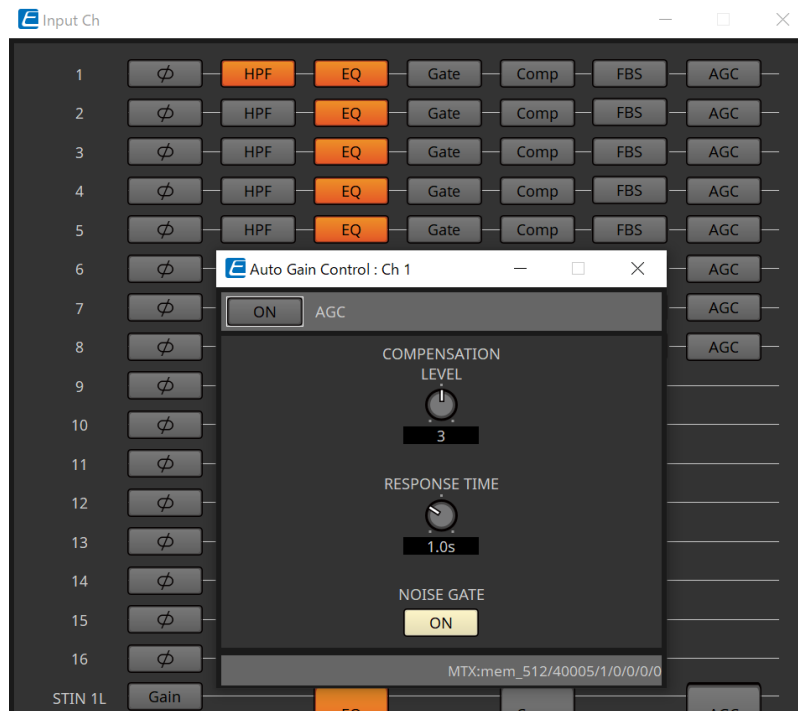 Input Ch
1 HPF EQ Gate Comp FBS AGC
2 HPF EQ Gate Comp FBS AGC
3 HPF EQ Gate Comp FBS AGC
4 HPF EQ Gate Comp FBS AGC
5 HPF EQ Gate Comp FBS AGC
6 AGC
Auto Gain Control : Ch 1
7 AGC
ON AGC
8 AGC
COMPENSATION
LEVEL
3
9
10
11
RESPONSE TIME
1.0s
12
13
14
NOISE GATE
ON
15
16
MTX:mem_512/40005/1/0/0/0/0
STIN 1L Gain EQ Comp AGC